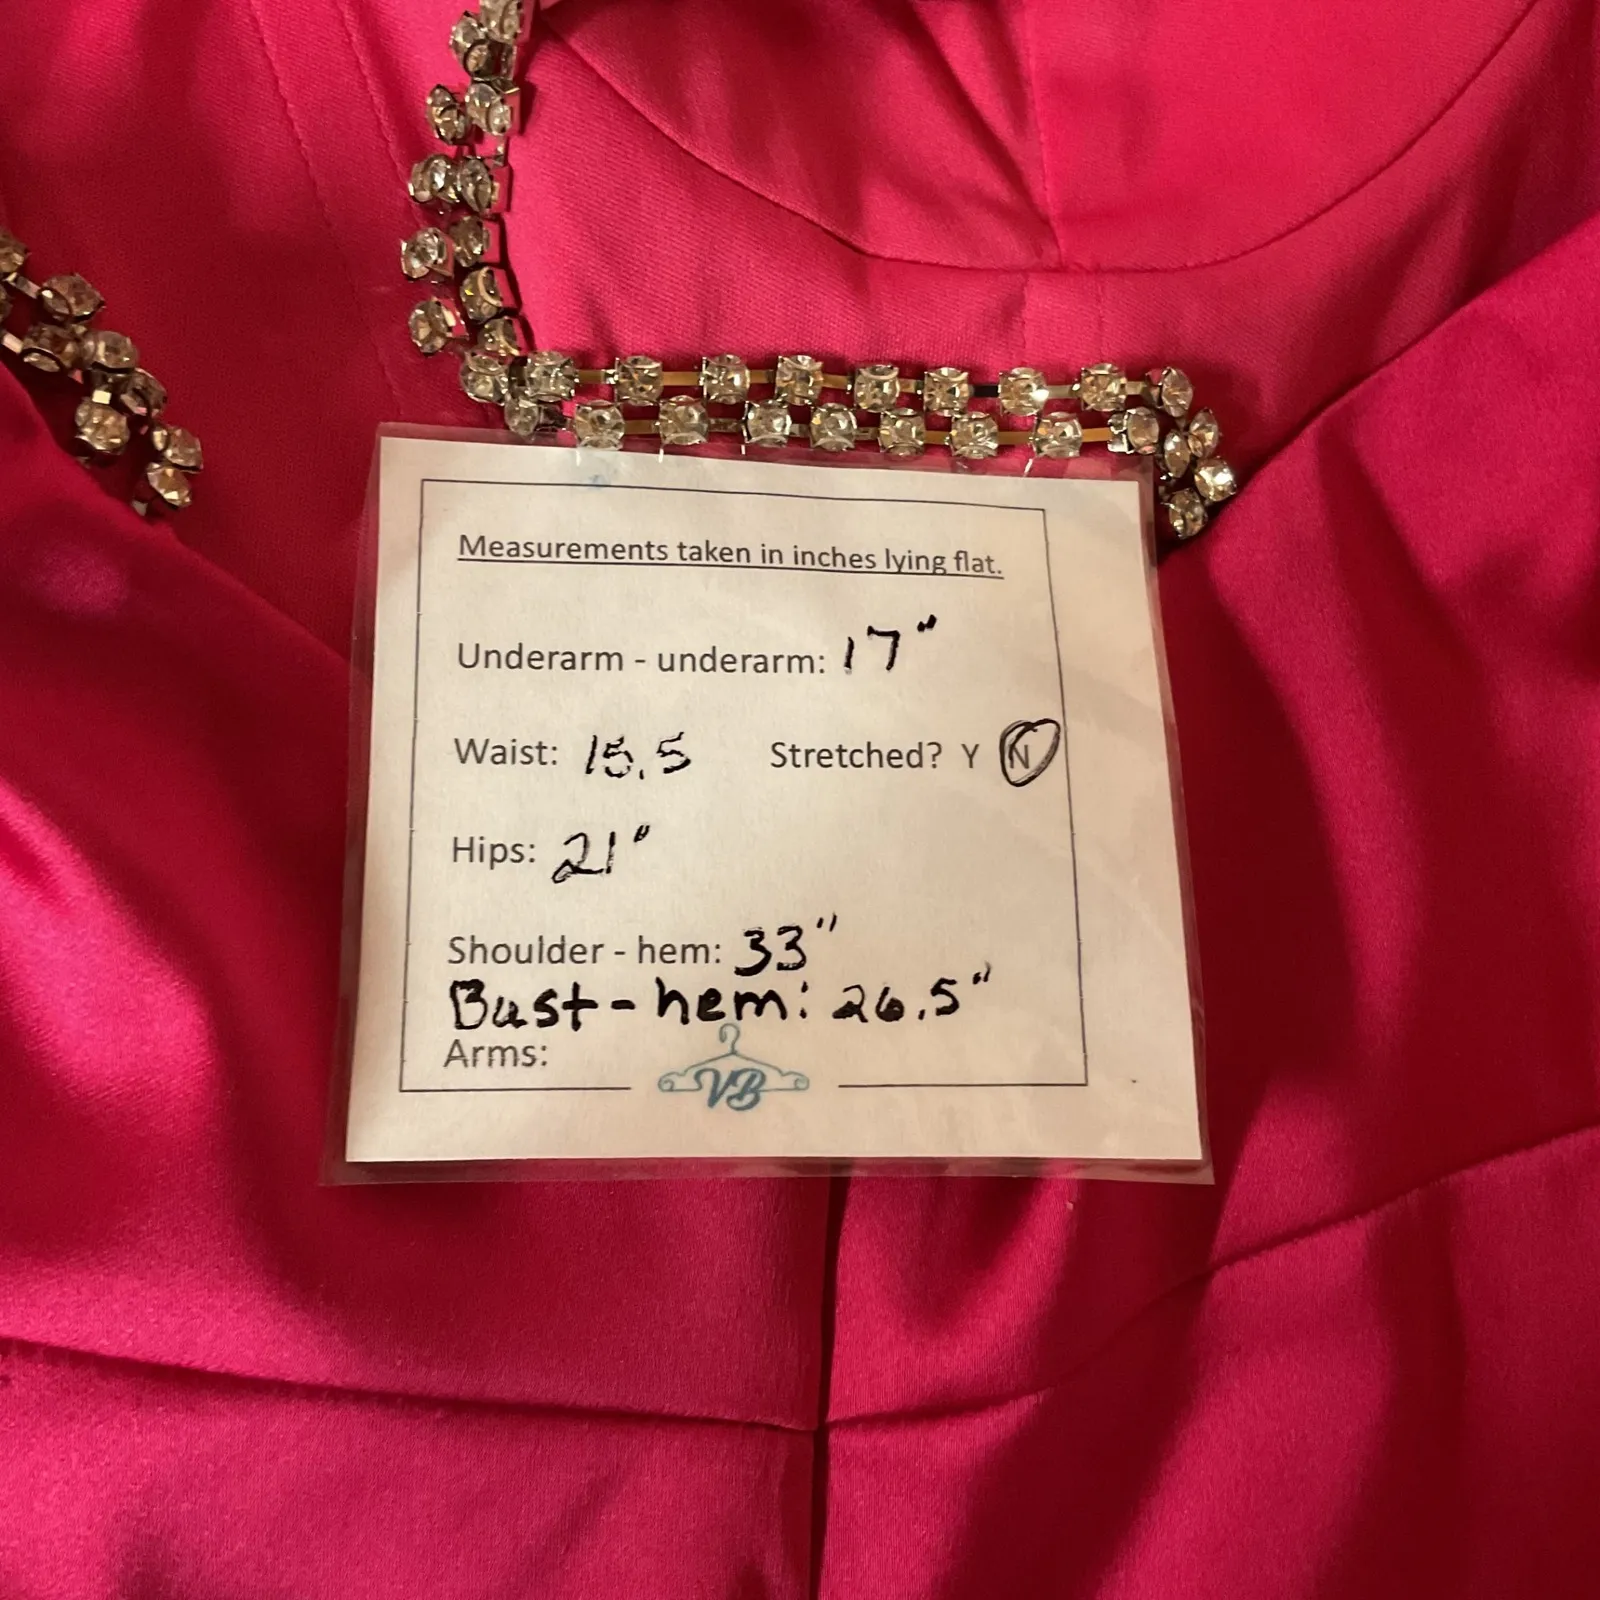 Measurements taken in inches lying flat.
Underarm - underarm: 17"
Waist: 15.5 Stretched? Y N
Hips: 21"
Shoulder - hem: 33"
Bust - hem: 26.5"
Arms:
VB